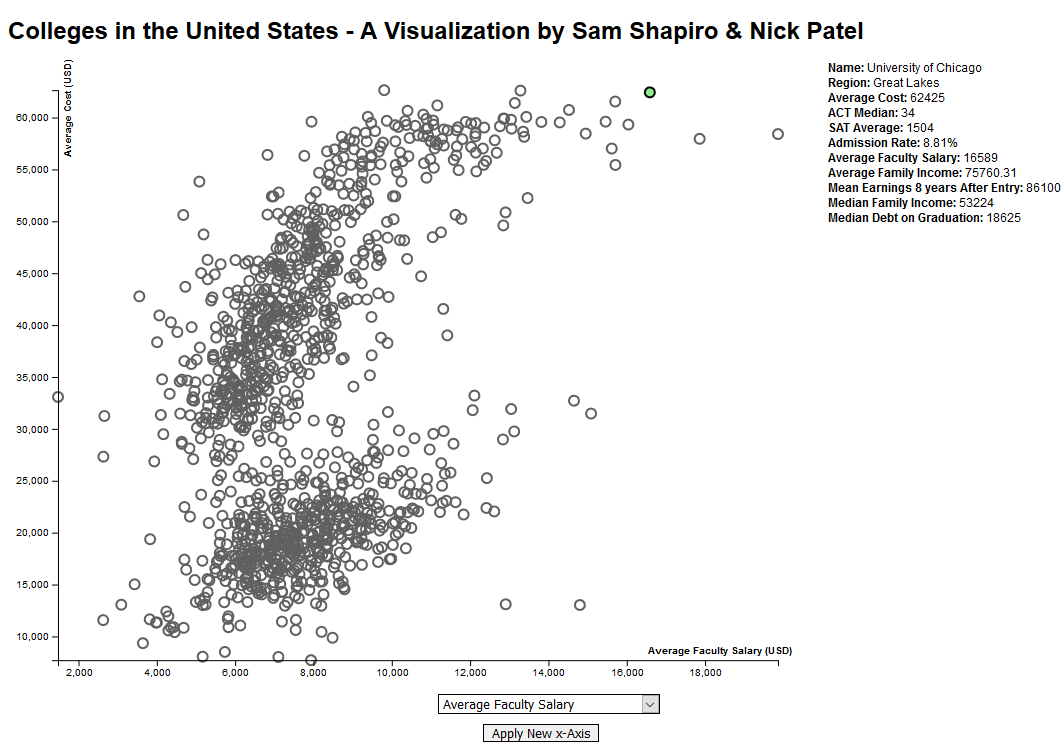 Colleges in the United States - A Visualization by Sam Shapiro & Nick Patel
Average Cost (USD)
60,000
55,000
50,000
45,000
40,000
35,000
30,000
25,000
20,000
15,000
10,000
Average Faculty Salary (USD)
2,000 4,000 6,000 8,000 10,000 12,000 14,000 16,000 18,000
Name: University of Chicago
Region: Great Lakes
Average Cost: 62425
ACT Median: 34
SAT Average: 1504
Admission Rate: 8.81%
Average Faculty Salary: 16589
Average Family Income: 75760.31
Mean Earnings 8 years After Entry: 86100
Median Family Income: 53224
Median Debt on Graduation: 18625
Average Faculty Salary
Apply New x-Axis